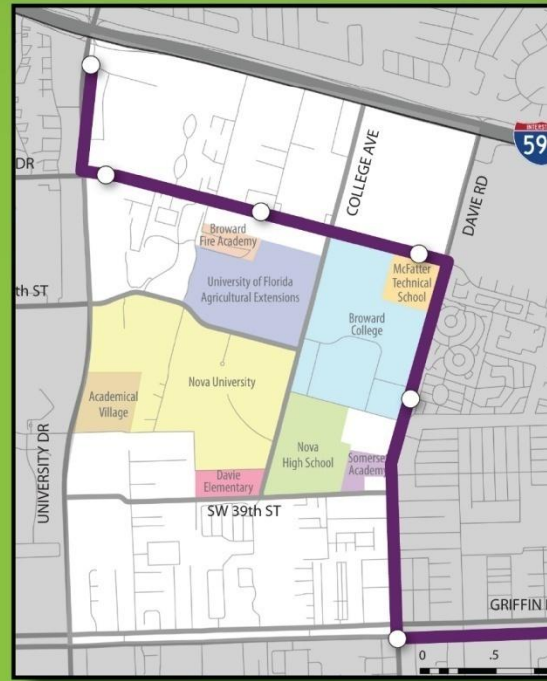 INTERST
59
DR
COLLEGE AVE
DAVIE RD
Broward
Fire Academy
McFatter
Technical
School
th ST
University of Florida
Agricultural Extensions
Broward
College
Nova University
Academical
Village
UNIVERSITY DR
Nova
High School
Somerse
Academy
Davie
Elementary
SW 39th ST
GRIFFIN
0 .5